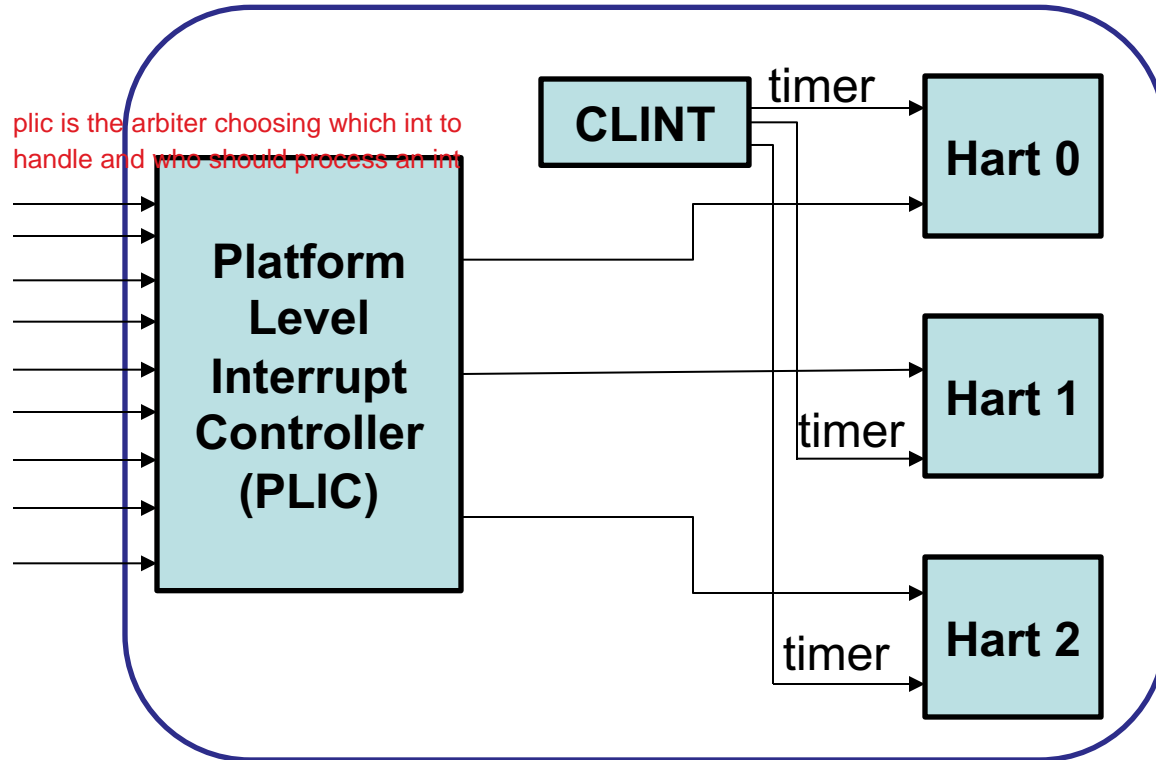 timer
CLINT
Hart 0
plic is the arbiter choosing which int to
handle and who should process an int
Platform
Level
Interrupt
Controller
(PLIC)
Hart 1
timer
Hart 2
timer